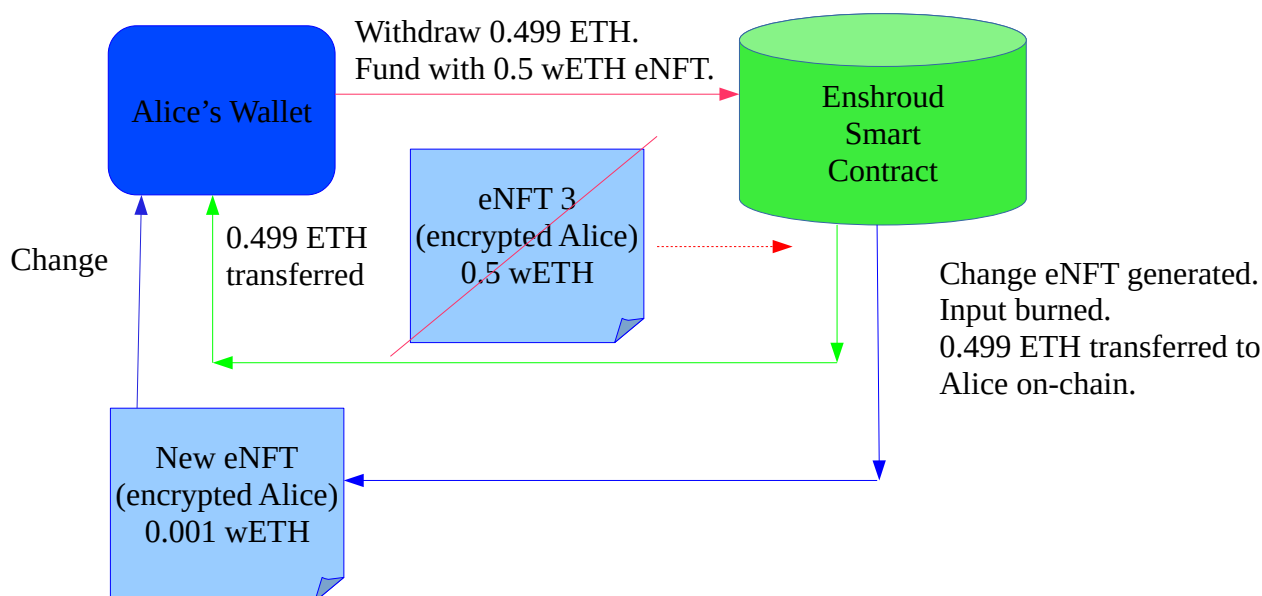 Withdraw 0.499 ETH.
Fund with 0.5 wETH eNFT.
Alice’s Wallet
Enshroud
Smart
Contract
eNFT 3
(encrypted Alice)
0.5 wETH
Change
0.499 ETH
transferred
Change eNFT generated.
Input burned.
0.499 ETH transferred to
Alice on-chain.
New eNFT
(encrypted Alice)
0.001 wETH